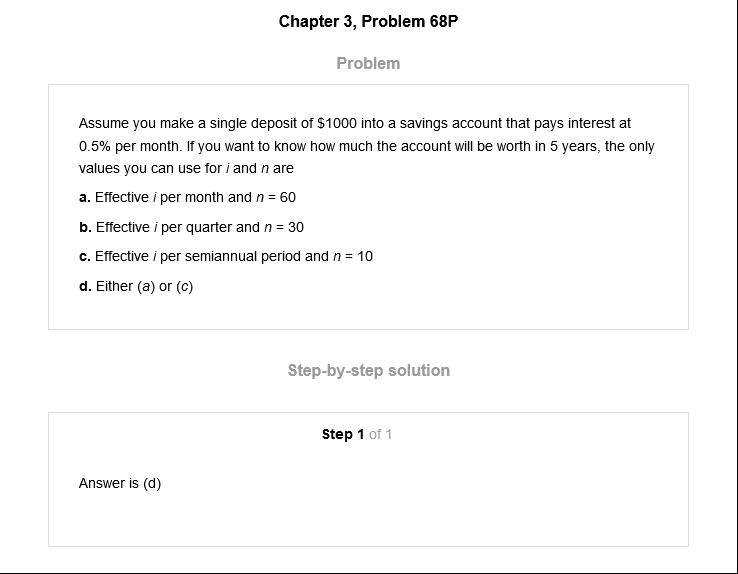 Chapter 3, Problem 68P
Problem
Assume you make a single deposit of $1000 into a savings account that pays interest at
0.5% per month. If you want to know how much the account will be worth in 5 years, the only
values you can use for i and n are
a. Effective i per month and n = 60
b. Effective i per quarter and n = 30
c. Effective i per semiannual period and n = 10
d. Either (a) or (c)
Step-by-step solution
Step 1 of 1
Answer is (d)